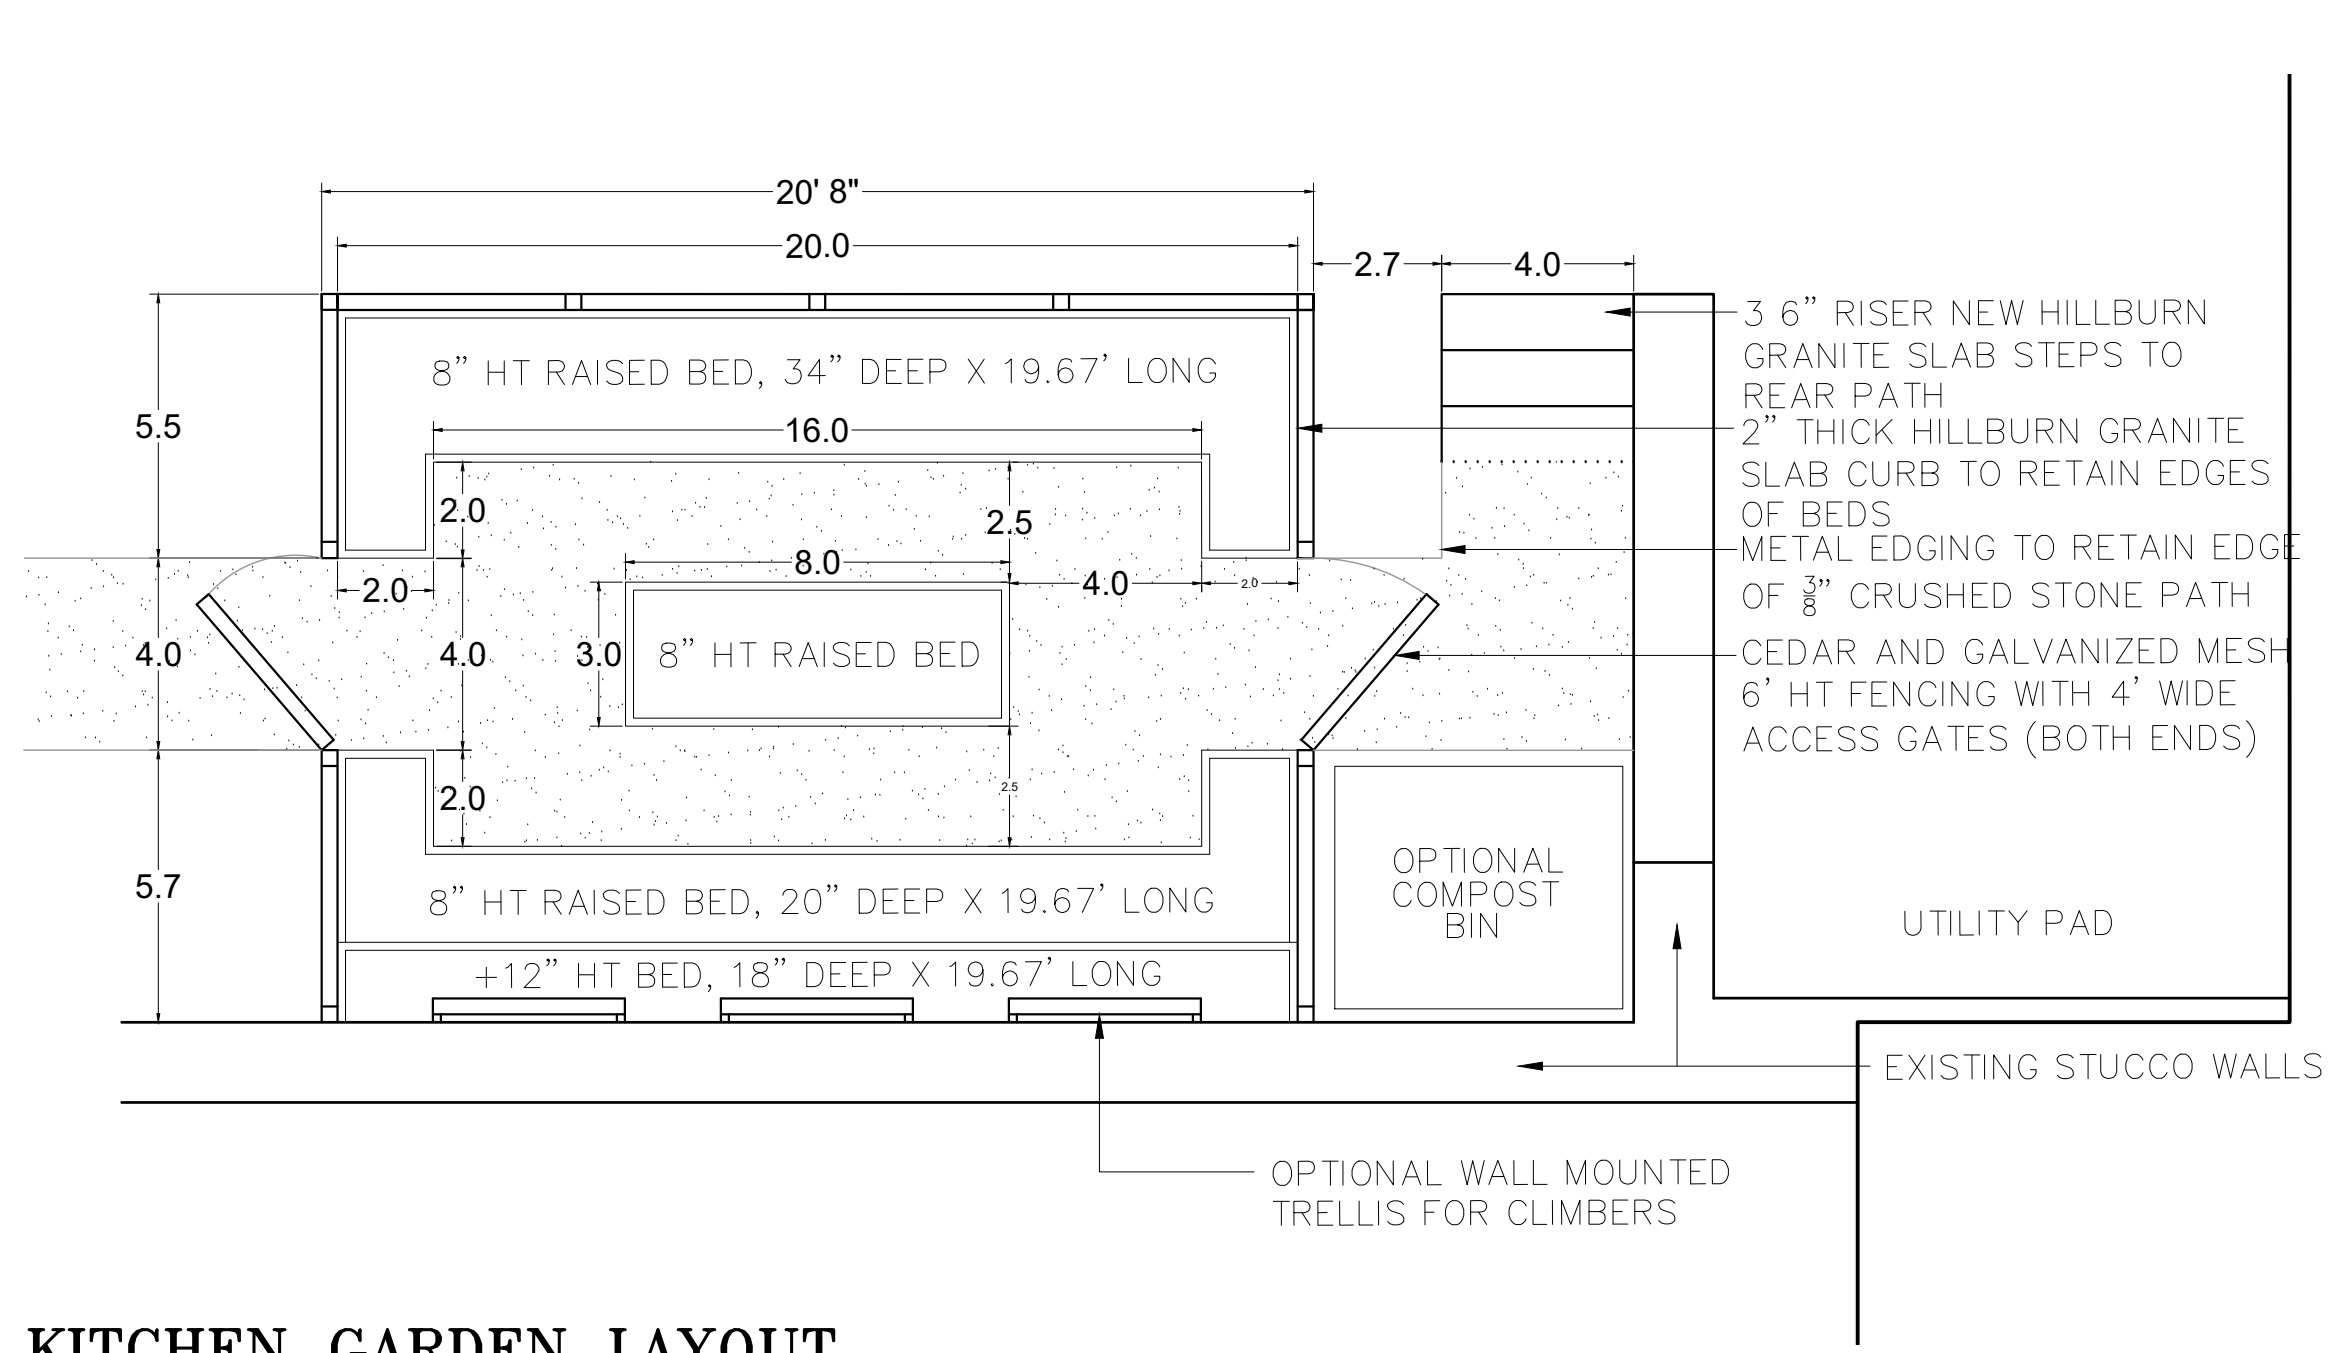 20' 8"
20.0
2.7
4.0
3 6” RISER NEW HILLBURN
GRANITE SLAB STEPS TO
REAR PATH
2” THICK HILLBURN GRANITE
SLAB CURB TO RETAIN EDGES
OF BEDS
METAL EDGING TO RETAIN EDGE
OF 3/8” CRUSHED STONE PATH
CEDAR AND GALVANIZED MESH
6’ HT FENCING WITH 4’ WIDE
ACCESS GATES (BOTH ENDS)
8” HT RAISED BED, 34” DEEP X 19.67’ LONG
5.5
16.0
2.0
2.5
8.0
2.0
4.0
2.0
4.0
4.0
3.0
8” HT RAISED BED
2.0
2.5
5.7
8” HT RAISED BED, 20” DEEP X 19.67’ LONG
+12” HT BED, 18” DEEP X 19.67’ LONG
OPTIONAL
COMPOST
BIN
UTILITY PAD
EXISTING STUCCO WALLS
OPTIONAL WALL MOUNTED
TRELLIS FOR CLIMBERS
KITCHEN GARDEN LAYOUT